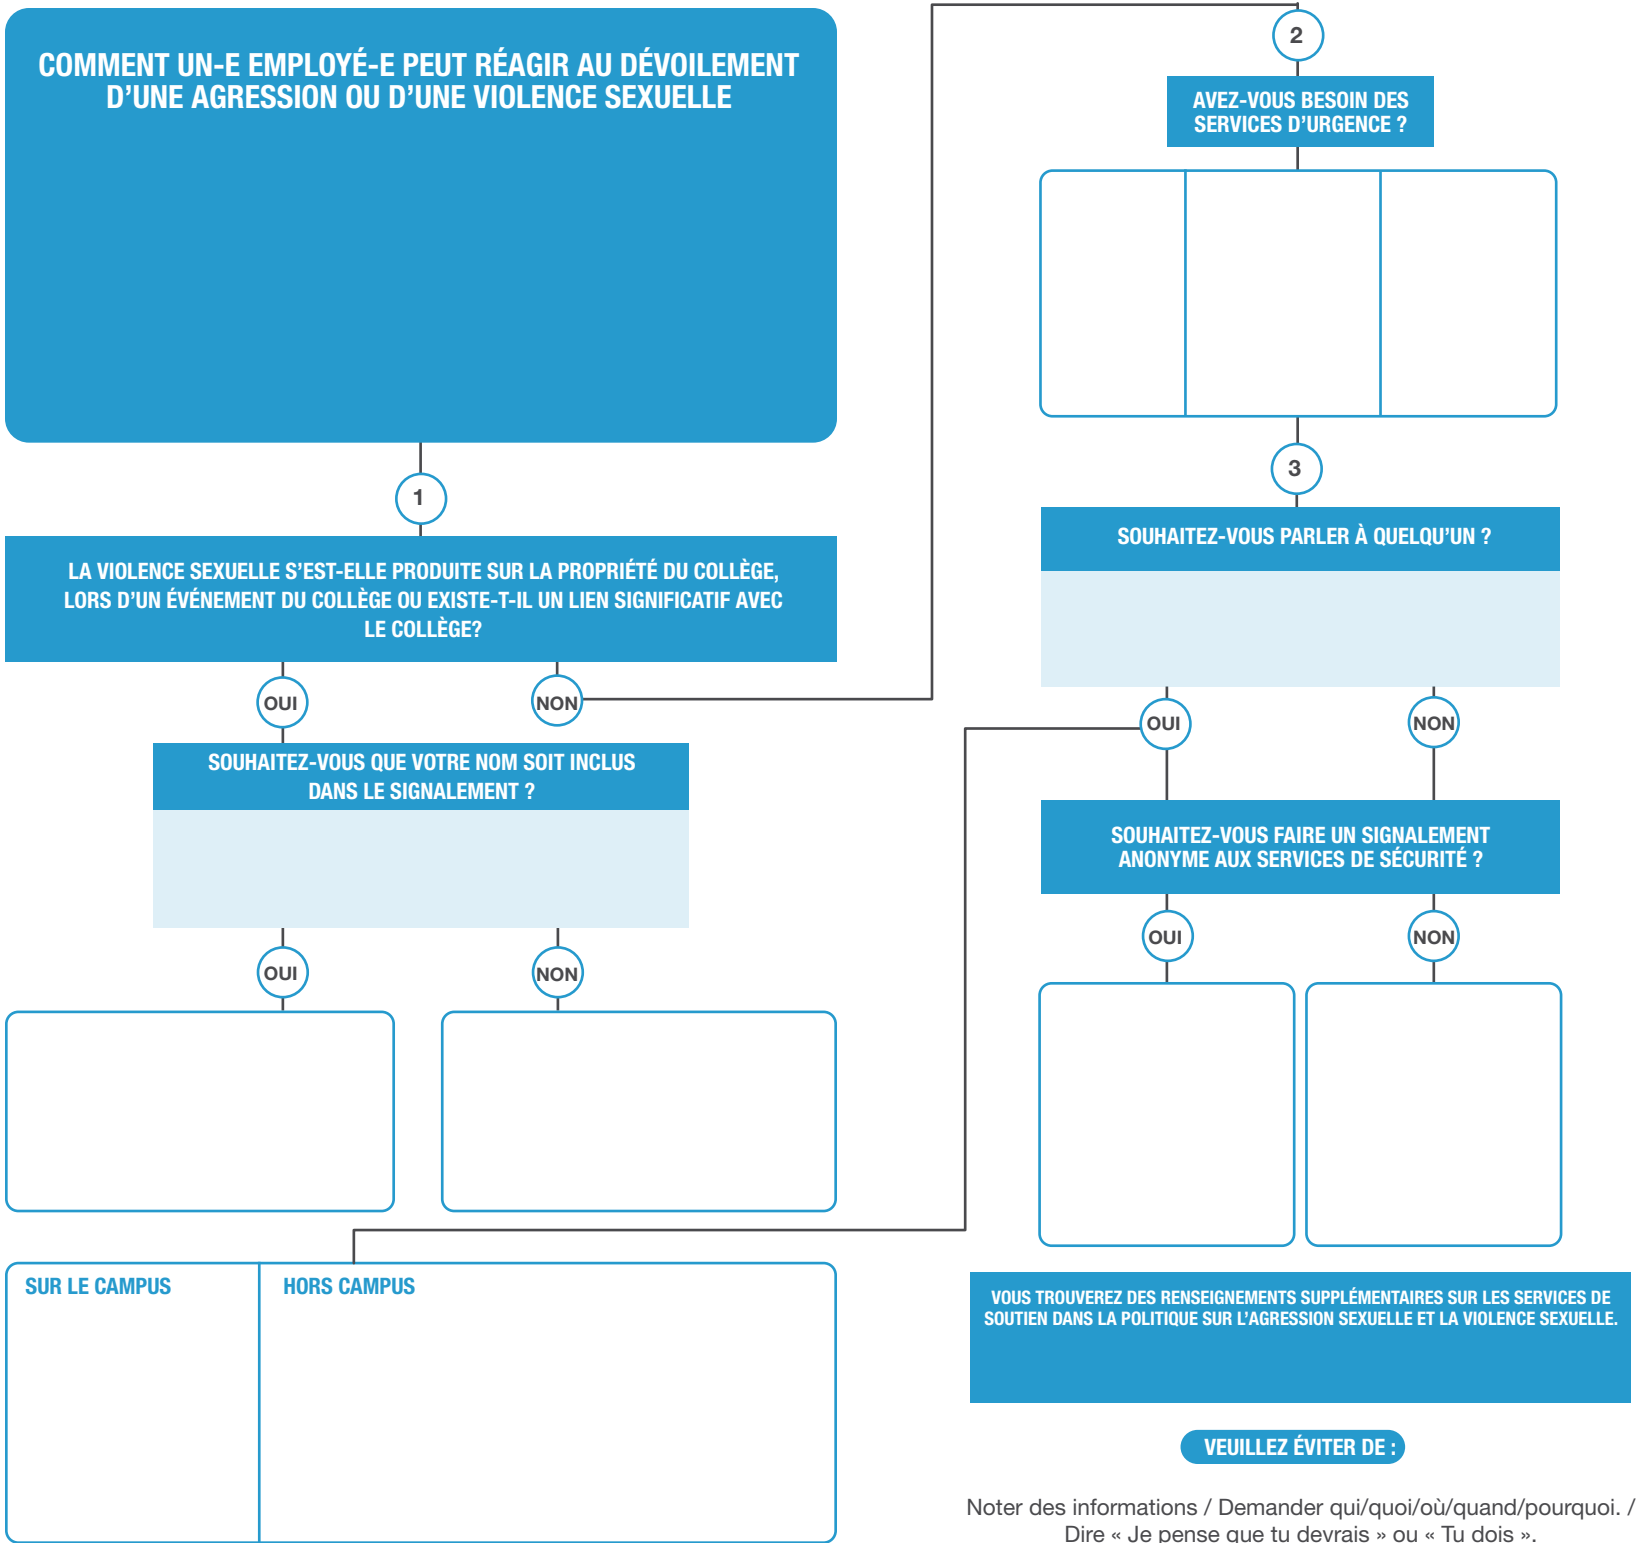 COMMENT UN-E EMPLOYÉ-E PEUT RÉAGIR AU DÉVOILEMENT
D'UNE AGRESSION OU D'UNE VIOLENCE SEXUELLE
1
LA VIOLENCE SEXUELLE S'EST-ELLE PRODUITE SUR LA PROPRIÉTÉ DU COLLÈGE,
LORS D'UN ÉVÉNEMENT DU COLLÈGE OU EXISTE-T-IL UN LIEN SIGNIFICATIF AVEC
LE COLLÈGE?
OUI
NON
SOUHAITEZ-VOUS QUE VOTRE NOM SOIT INCLUS
DANS LE SIGNALEMENT ?
OUI
NON
SUR LE CAMPUS
HORS CAMPUS
2
AVEZ-VOUS BESOIN DES
SERVICES D'URGENCE ?
3
SOUHAITEZ-VOUS PARLER À QUELQU'UN ?
OUI
NON
SOUHAITEZ-VOUS FAIRE UN SIGNALEMENT
ANONYME AUX SERVICES DE SÉCURITÉ ?
OUI
NON
VOUS TROUVEREZ DES RENSEIGNEMENTS SUPPLÉMENTAIRES SUR LES SERVICES DE
SOUTIEN DANS LA POLITIQUE SUR L'AGRESSION SEXUELLE ET LA VIOLENCE SEXUELLE.
VEUILLEZ ÉVITER DE :
Noter des informations / Demander qui/quoi/où/quand/pourquoi. /
Dire « Je pense que tu devrais » ou « Tu dois ».